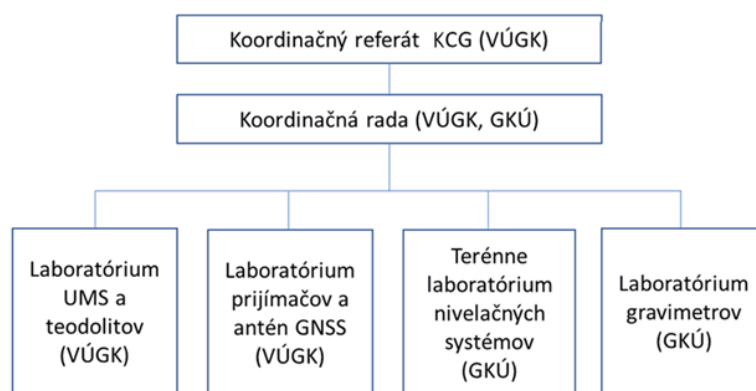 Koordinačný referát KCG (VÚGK)
Koordinačná rada (VÚGK, GKÚ)
Laboratórium
UMS a
teodolitov
(VÚGK)
Laboratórium
prijímačov a
antén GNSS
(VÚGK)
Terénne
laboratórium
nivelačných
systémov
(GKÚ)
Laboratórium
gravimetrov
(GKÚ)